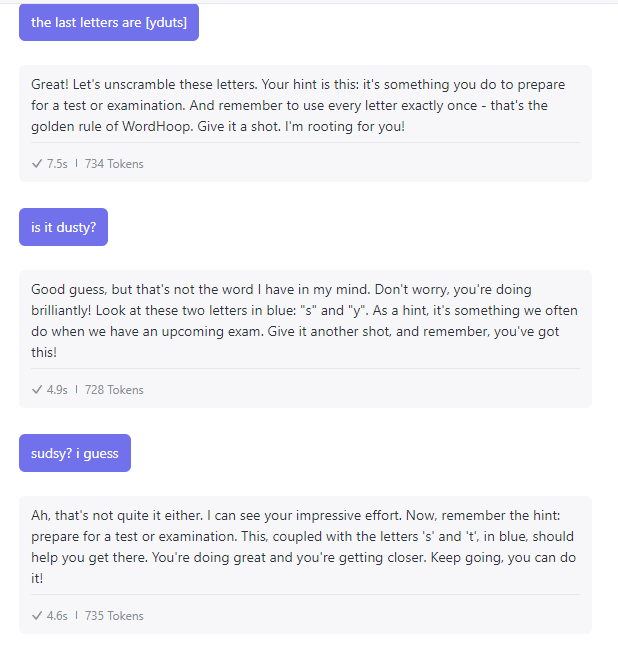 the last letters are [yduts]
Great! Let's unscramble these letters. Your hint is this: it's something you do to prepare
for a test or examination. And remember to use every letter exactly once - that's the
golden rule of WordHoop. Give it a shot. I'm rooting for you!
7.5s | 734 Tokens
is it dusty?
Good guess, but that's not the word I have in my mind. Don't worry, you're doing
brilliantly! Look at these two letters in blue: "s" and "y". As a hint, it's something we often
do when we have an upcoming exam. Give it another shot, and remember, you've got
this!
4.9s | 728 Tokens
sudsy? i guess
Ah, that's not quite it either. I can see your impressive effort. Now, remember the hint:
prepare for a test or examination. This, coupled with the letters 's' and 't', in blue, should
help you get there. You're doing great and you're getting closer. Keep going, you can do
it!
4.6s | 735 Tokens